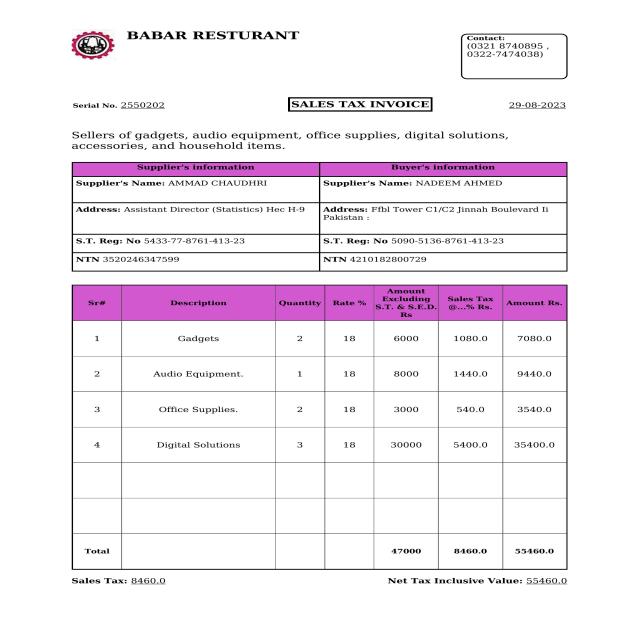 BABAR RESTURANT
Contact:
(0321 8740895 ,
0322-7474038)
Serial No. 2550202
SALES TAX INVOICE
29-08-2023
Sellers of gadgets, audio equipment, office supplies, digital solutions,
accessories, and household items.
Supplier's information Buyer's information
Supplier's Name: AMMAD CHAUDHRI Supplier's Name: NADEEM AHMED
Address: Assistant Director (Statistics) Hec H-9 Address: Ffbl Tower C1/C2 Jinnah Boulevard Ii
Pakistan :
S.T. Reg: No 5433-77-8761-413-23 S.T. Reg: No 5090-5136-8761-413-23
NTN 3520246347599 NTN 4210182800729
Sr# Description Quantity Rate % Amount Excluding S.T. & S.E.D. Rs Sales Tax @...% Rs. Amount Rs.
1 Gadgets 2 18 6000 1080.0 7080.0
2 Audio Equipment. 1 18 8000 1440.0 9440.0
3 Office Supplies. 2 18 3000 540.0 3540.0
4 Digital Solutions 3 18 30000 5400.0 35400.0
Total 47000 8460.0 55460.0
Sales Tax: 8460.0 Net Tax Inclusive Value: 55460.0